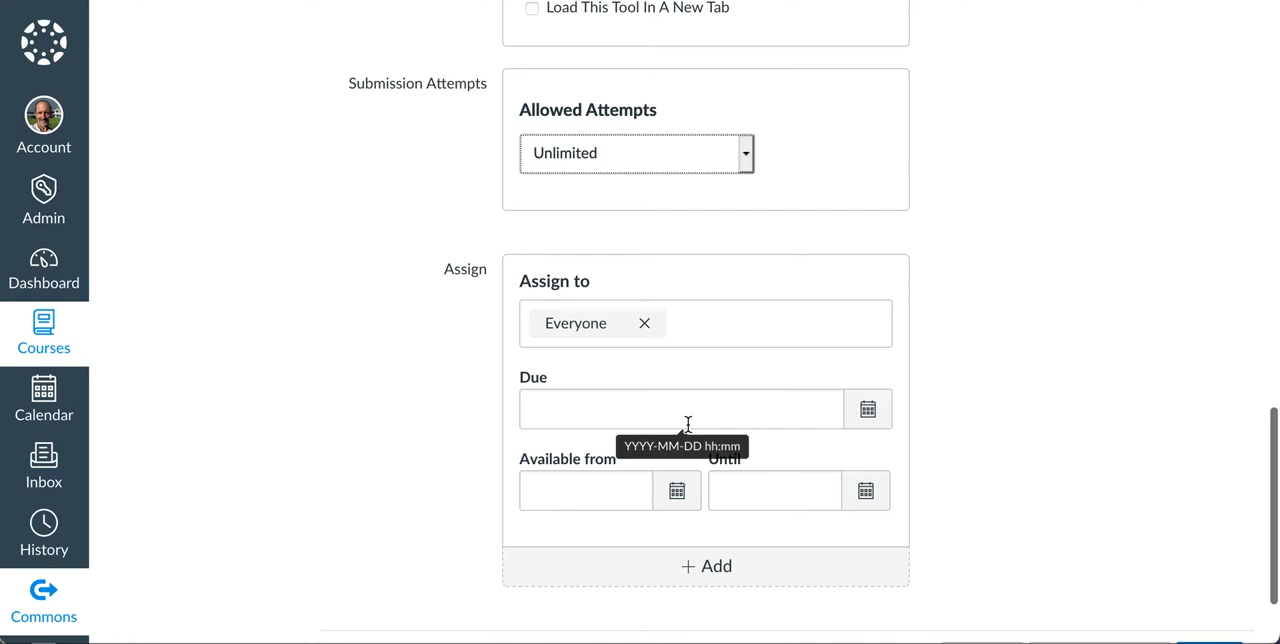 Load This Tool In A New Tab
Submission Attempts
Allowed Attempts
Unlimited
Assign
Assign to
Everyone
Due
YYYY-MM-DD hh:mm
Available from
Until
+ Add
Account
Admin
Dashboard
Courses
Calendar
Inbox
History
Commons